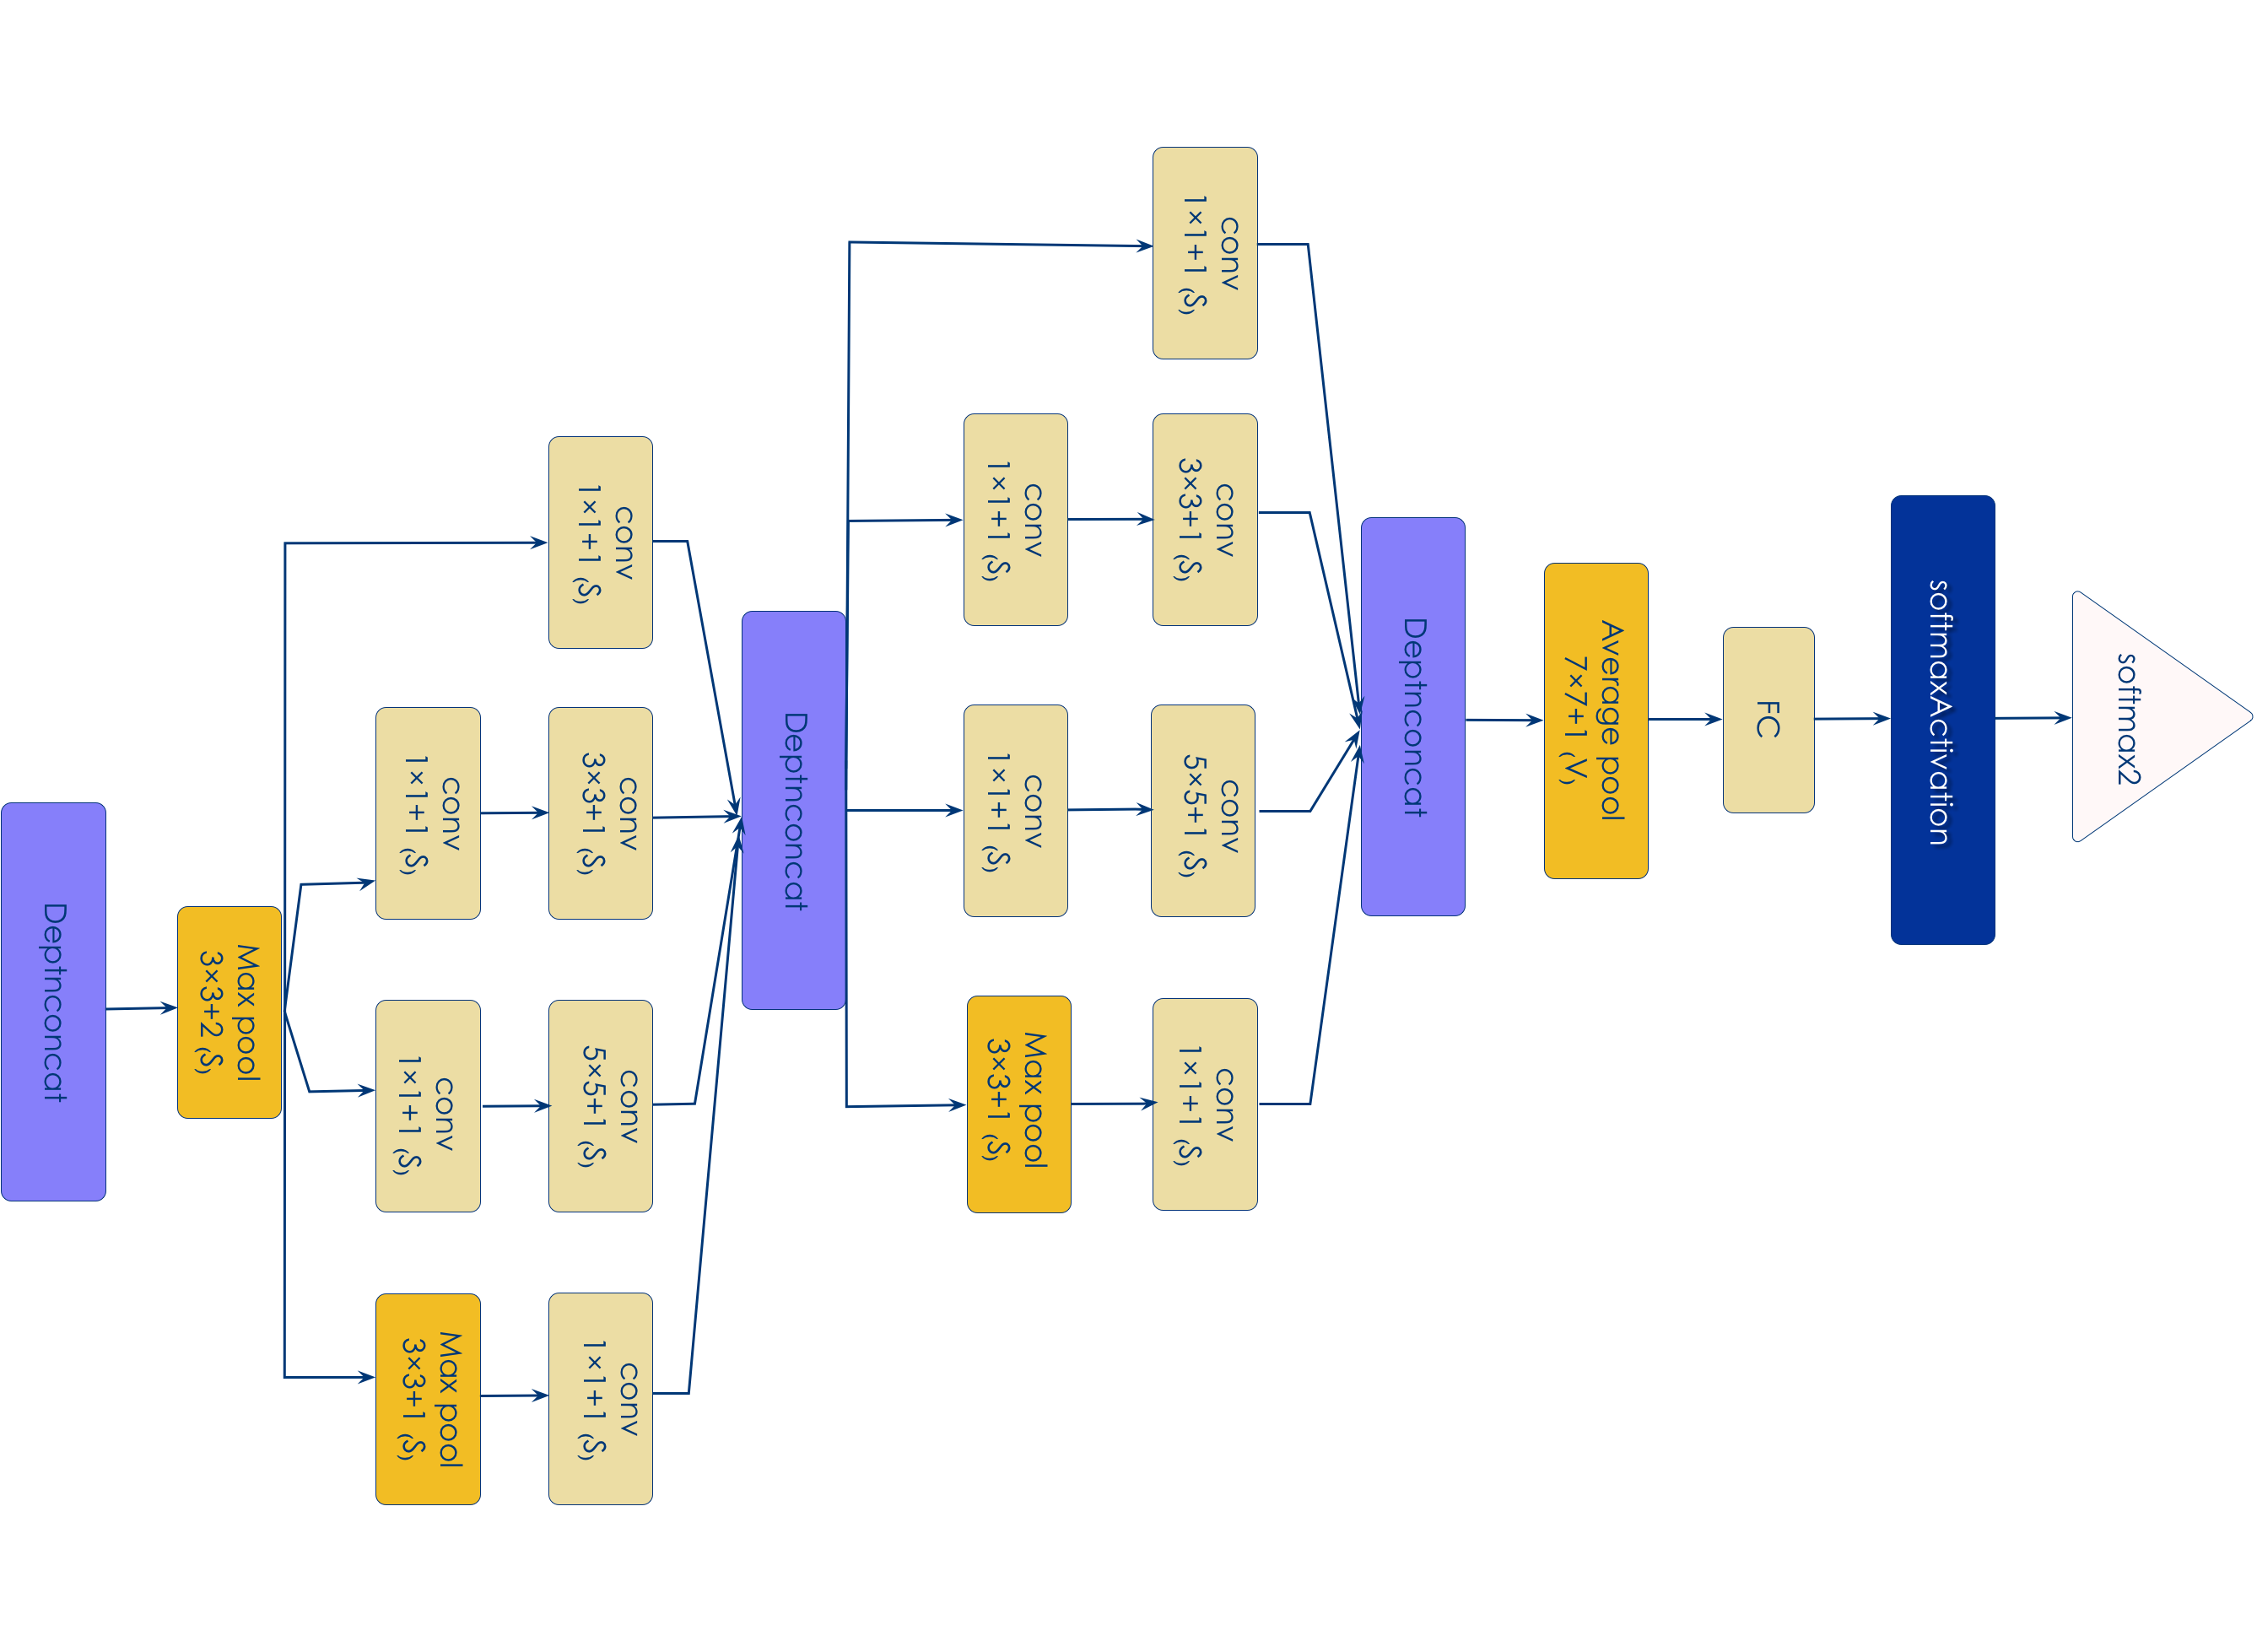 Deptnconcat
Max pool
3×3+2 (S)
conv
1×1+1 (S)
conv
1×1+1 (S)
conv
3×3+1 (S)
conv
1×1+1 (S)
conv
5×5+1 (S)
Max pool
3×3+1 (S)
conv
1×1+1 (S)
Deptnconcat
conv
1×1+1 (S)
conv
1×1+1 (S)
conv
3×3+1 (S)
conv
1×1+1 (S)
conv
5×5+1 (S)
Max pool
3×3+1 (S)
conv
1×1+1 (S)
Deptnconcat
Average pool
7×7+1 (V)
FC
softmaxActivation
softmax2